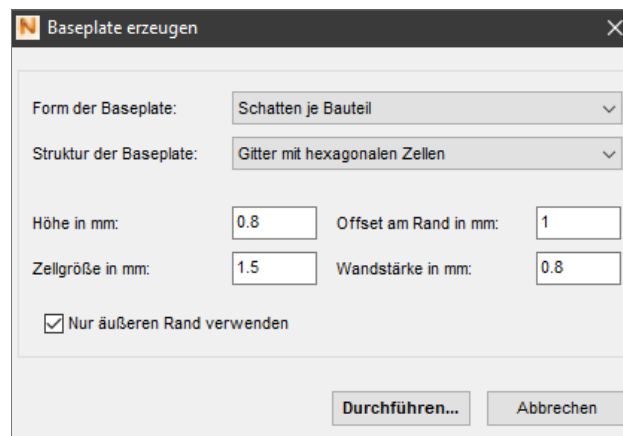 Baseplate erzeugen
Form der Baseplate: Schatten je Bauteil
Struktur der Baseplate: Gitter mit hexagonalen Zellen
Höhe in mm: 0.8 Offset am Rand in mm: 1
Zellgröße in mm: 1.5 Wandstärke in mm: 0.8
Nur äußeren Rand verwenden
Durchführen... Abbrechen